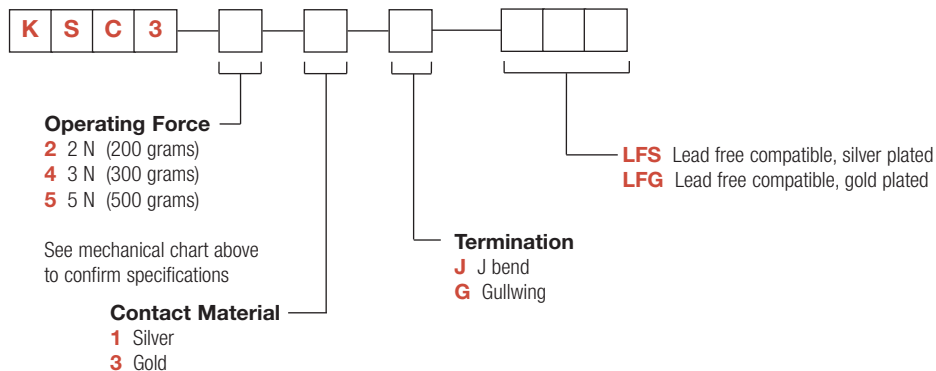 K S C 3
Operating Force
2 2 N (200 grams)
4 3 N (300 grams)
5 5 N (500 grams)
See mechanical chart above
to confirm specifications
Contact Material
1 Silver
3 Gold
Termination
J J bend
G Gullwing
LFS Lead free compatible, silver plated
LFG Lead free compatible, gold plated